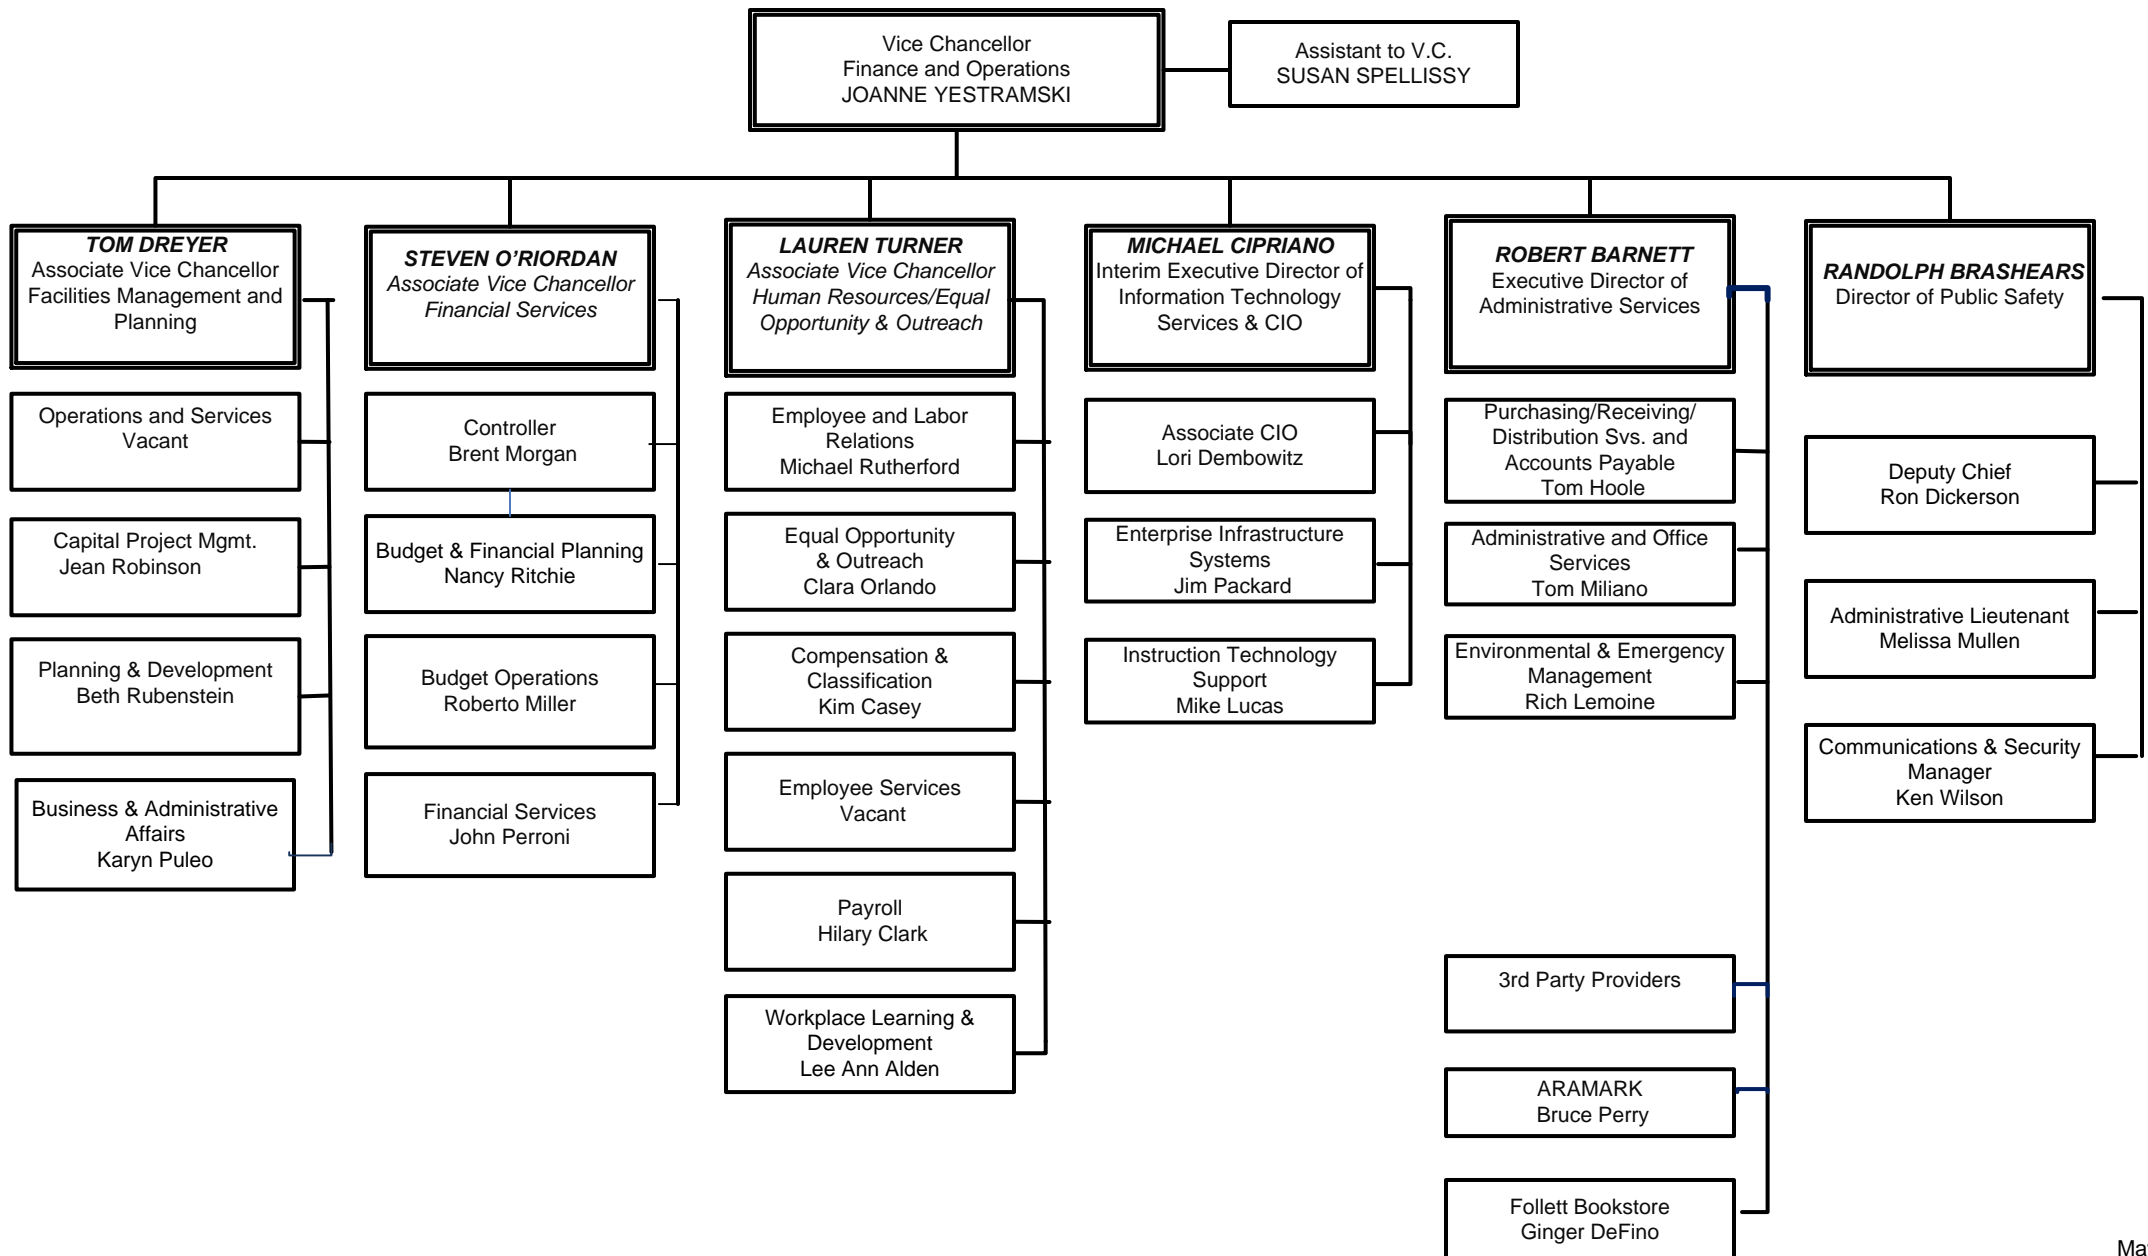 Vice Chancellor
Finance and Operations
JOANNE YESTRAMSKI
Assistant to V.C.
SUSAN SPELLISSY
TOM DREYER
Associate Vice Chancellor
Facilities Management and
Planning
Operations and Services
Vacant
Capital Project Mgmt.
Jean Robinson
Planning & Development
Beth Rubenstein
Business & Administrative
Affairs
Karyn Puleo
STEVEN O'RIORDAN
Associate Vice Chancellor
Financial Services
Controller
Brent Morgan
Budget & Financial Planning
Nancy Ritchie
Budget Operations
Roberto Miller
Financial Services
John Perroni
LAUREN TURNER
Associate Vice Chancellor
Human Resources/Equal
Opportunity & Outreach
Employee and Labor
Relations
Michael Rutherford
Equal Opportunity
& Outreach
Clara Orlando
Compensation &
Classification
Kim Casey
Employee Services
Vacant
Payroll
Hilary Clark
Workplace Learning &
Development
Lee Ann Alden
MICHAEL CIPRIANO
Interim Executive Director of
Information Technology
Services & CIO
Associate CIO
Lori Dembowitz
Enterprise Infrastructure
Systems
Jim Packard
Instruction Technology
Support
Mike Lucas
ROBERT BARNETT
Executive Director of
Administrative Services
Purchasing/Receiving/
Distribution Svs. and
Accounts Payable
Tom Hoole
Administrative and Office
Services
Tom Miliano
Environmental & Emergency
Management
Rich Lemoine
3rd Party Providers
ARAMARK
Bruce Perry
Follett Bookstore
Ginger DeFino
RANDOLPH BRASHEARS
Director of Public Safety
Deputy Chief
Ron Dickerson
Administrative Lieutenant
Melissa Mullen
Communications & Security
Manager
Ken Wilson